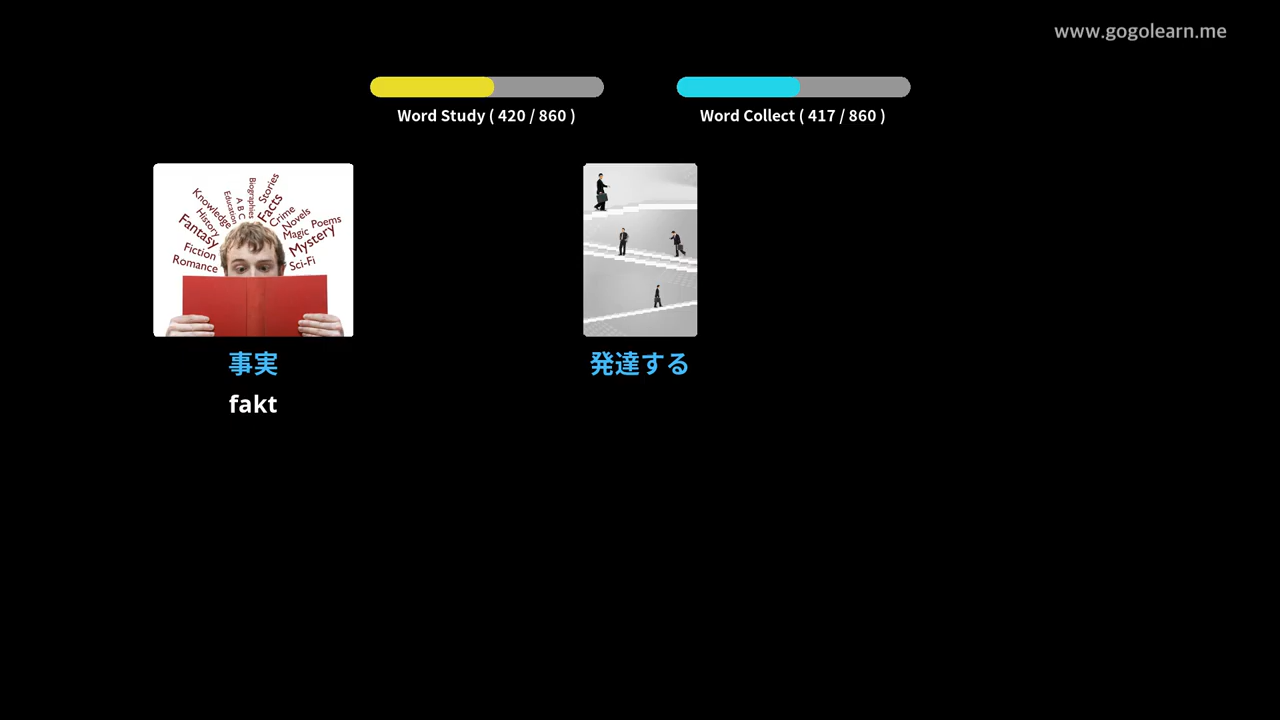 www.gogolearn.me
Word Study ( 420 / 860 )
Word Collect ( 417 / 860 )
Biographies
Stories
Education
A B C
Facts
Knowledge
Crime
History
Novels
Fantasy
Magic
Poems
Fiction
Mystery
Romance
Sci-Fi
事実
発達する
fakt